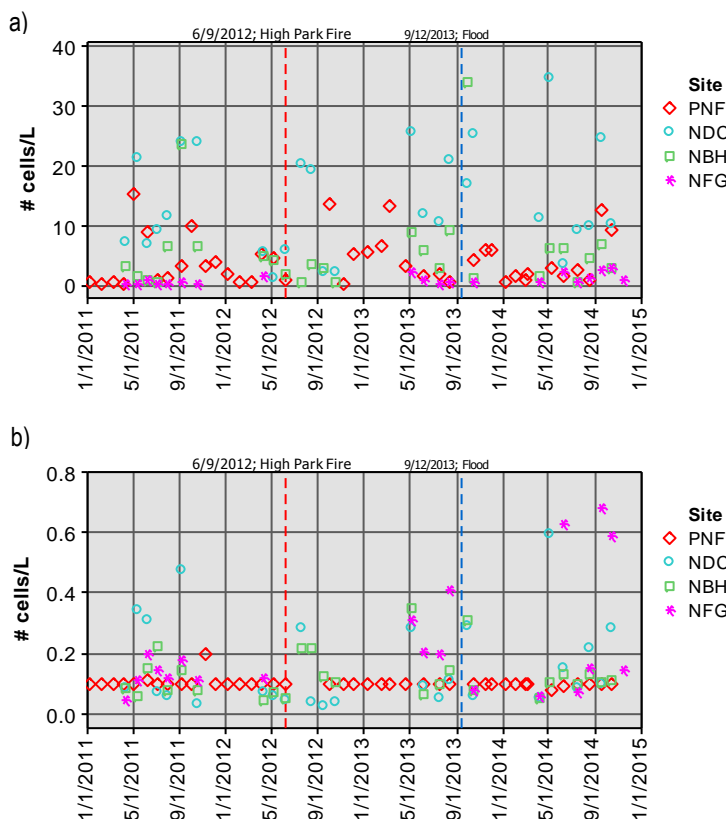 a)
6/9/2012; High Park Fire
9/12/2013; Flood
# cells/L
40
30
20
10
0
1/1/2011
5/1/2011
9/1/2011
1/1/2012
5/1/2012
9/1/2012
1/1/2013
5/1/2013
9/1/2013
1/1/2014
5/1/2014
9/1/2014
1/1/2015
Site
PNF
NDC
NBH
NFG
b)
6/9/2012; High Park Fire
9/12/2013; Flood
# cells/L
0.8
0.6
0.4
0.2
0.0
1/1/2011
5/1/2011
9/1/2011
1/1/2012
5/1/2012
9/1/2012
1/1/2013
5/1/2013
9/1/2013
1/1/2014
5/1/2014
9/1/2014
1/1/2015
Site
PNF
NDC
NBH
NFG